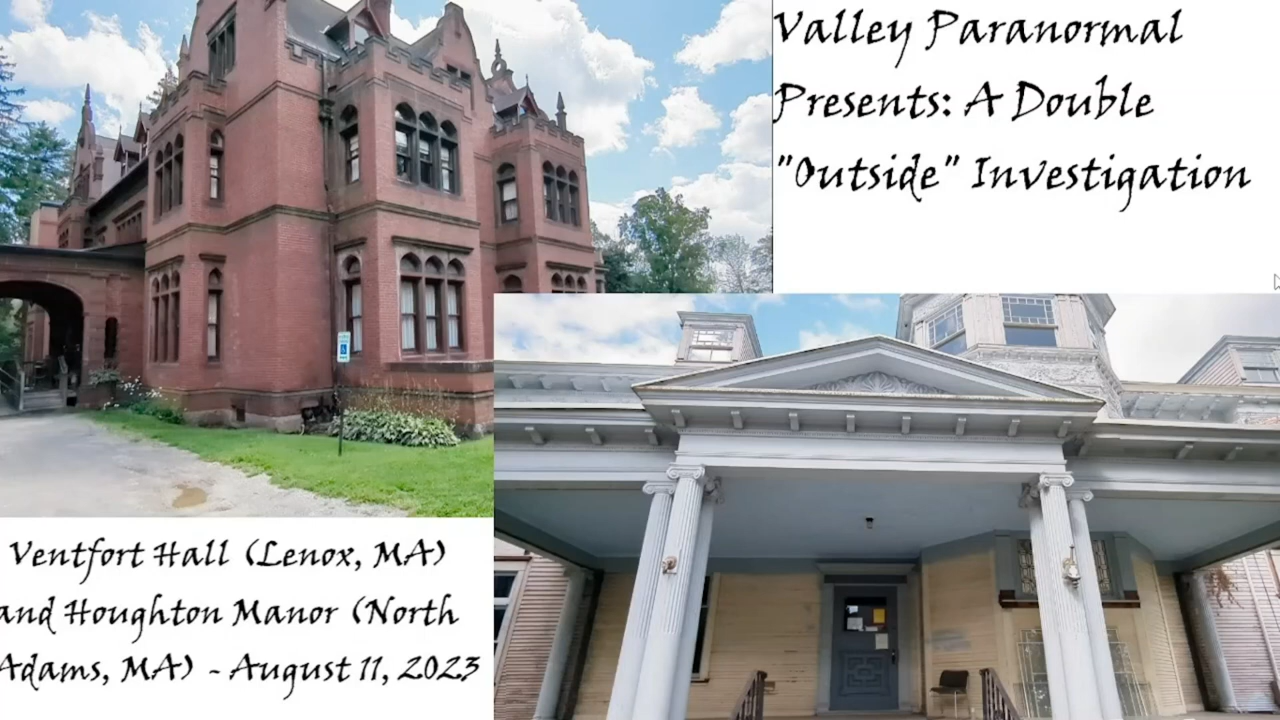 Valley Paranormal
Presents: A Double
"Outside" Investigation
Ventfort Hall (Lenox, MA)
and Houghton Manor (North
Adams, MA) - August 11, 2023